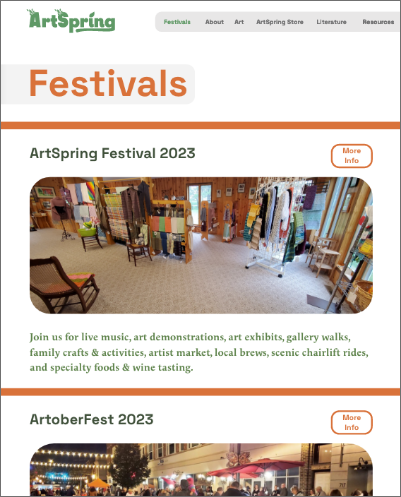 ArtSpring
Festivals About Art ArtSpring Store Literature Resources
Festivals
ArtSpring Festival 2023
More
Info
Join us for live music, art demonstrations, art exhibits, gallery walks,
family crafts & activities, artist market, local brews, scenic chairlift rides,
and specialty foods & wine tasting.
ArtoberFest 2023
More
Info